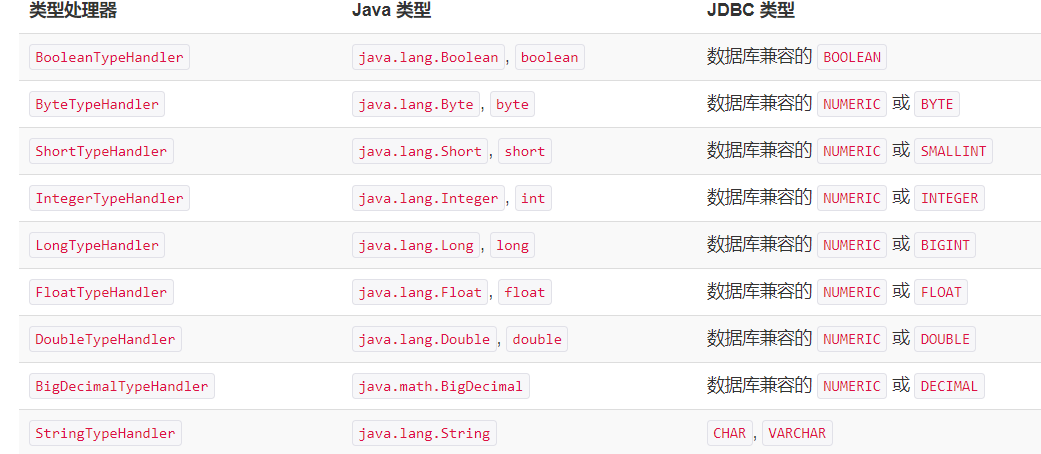 类型处理器 Java 类型 JDBC 类型
BooleanTypeHandler java.lang.Boolean, boolean 数据库兼容的 BOOLEAN
ByteTypeHandler java.lang.Byte, byte 数据库兼容的 NUMERIC 或 BYTE
ShortTypeHandler java.lang.Short, short 数据库兼容的 NUMERIC 或 SMALLINT
IntegerTypeHandler java.lang.Integer, int 数据库兼容的 NUMERIC 或 INTEGER
LongTypeHandler java.lang.Long, long 数据库兼容的 NUMERIC 或 BIGINT
FloatTypeHandler java.lang.Float, float 数据库兼容的 NUMERIC 或 FLOAT
DoubleTypeHandler java.lang.Double, double 数据库兼容的 NUMERIC 或 DOUBLE
BigDecimalTypeHandler java.math.BigDecimal 数据库兼容的 NUMERIC 或 DECIMAL
StringTypeHandler java.lang.String CHAR, VARCHAR